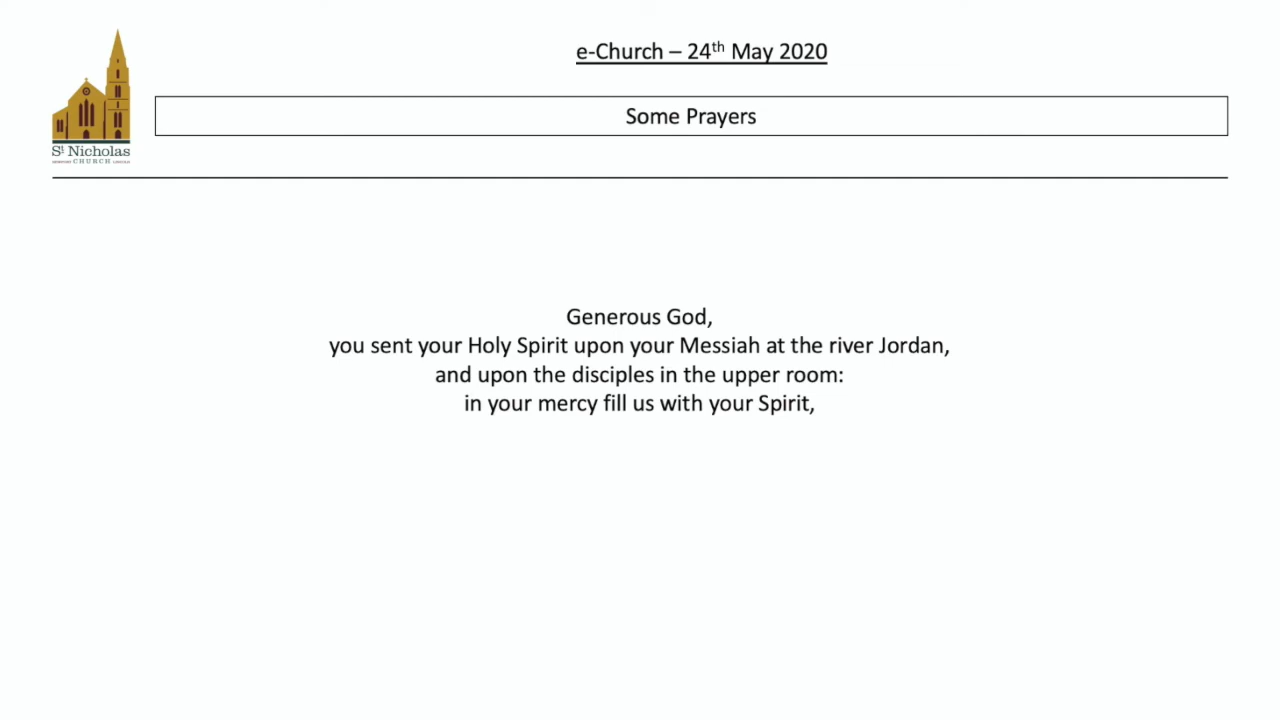 e-Church – 24th May 2020
Some Prayers
St Nicholas
CHURCH
Generous God,
you sent your Holy Spirit upon your Messiah at the river Jordan,
and upon the disciples in the upper room:
in your mercy fill us with your Spirit,